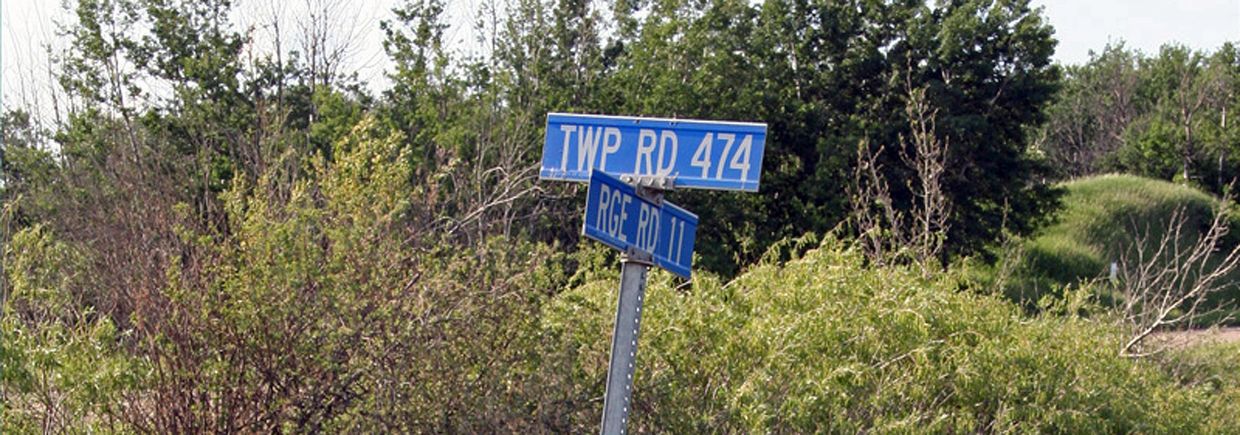 TWP RD 474
RGE RD 11